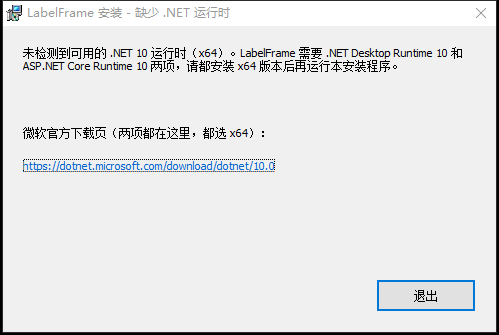 LabelFrame 安装 - 缺少 .NET 运行时
未检测到可用的 .NET 10 运行时（x64）。LabelFrame 需要 .NET Desktop Runtime 10 和
ASP.NET Core Runtime 10 两项，请都安装 x64 版本后再运行本安装程序。
微软官方下载页（两项都在这里，都选 x64）：
https://dotnet.microsoft.com/download/dotnet/10.0
退出